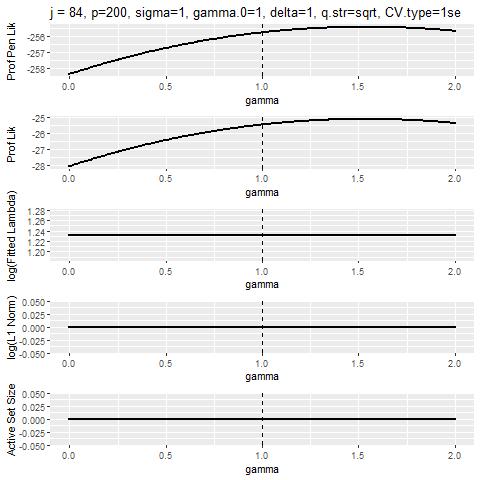 j = 84, p=200, sigma=1, gamma.0=1, delta=1, q.str=sqrt, CV.type=1se
Prof Pen Lik
-256
-257
-258
0.0 0.5 1.0 1.5 2.0
gamma
Prof Lik
-25
-26
-27
-28
0.0 0.5 1.0 1.5 2.0
gamma
log(Fitted Lambda)
1.28
1.26
1.24
1.22
1.20
0.0 0.5 1.0 1.5 2.0
gamma
log(L1 Norm)
0.050
0.025
0.000
-0.025
-0.050
0.0 0.5 1.0 1.5 2.0
gamma
Active Set Size
0.050
0.025
0.000
-0.025
-0.050
0.0 0.5 1.0 1.5 2.0
gamma